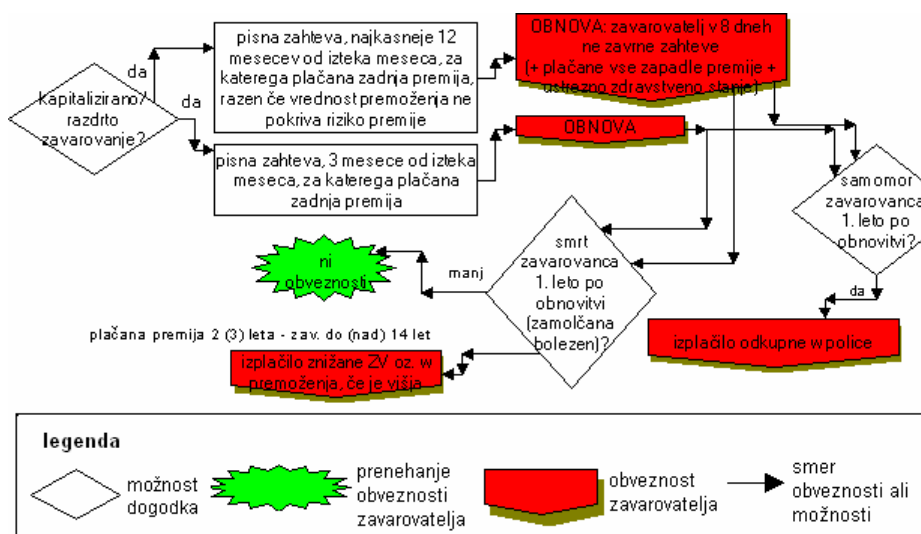 kapitalizirano/
razdrto
zavarovanje?
da
da
pisna zahteva, najkasneje 12
mesecev od izteka meseca, za
katerega plačana zadnja premija,
razen če vrednost premoženja ne
pokriva riziko premije
OBNOVA: zavarovatelj v 8 dneh
ne zavrne zahteve
(+ plačane vse zapadle premije +
ustrazno zdravstveno stanje)
pisna zahteva, 3 mesece od izteka
meseca, za katerega plačana
zadnja premija
OBNOVA
samomor
zavarovanca
1. leto po
obnovitvi?
da
izplačilo odkupne w police
smrt
zavarovanca
1. leto po
obnovitvi
(zamolčana
bolezen)?
manj
ni
obveznosti
plačana premija 2 (3) leta - zav. do (nad) 14 let
izplačilo znižane ZV oz. w
premoženja, če je višja
legenda
možnost
dogodka
prenehanje
obveznosti
zavarovatelja
obveznost
zavarovatelja
smer
obveznosti ali
možnosti